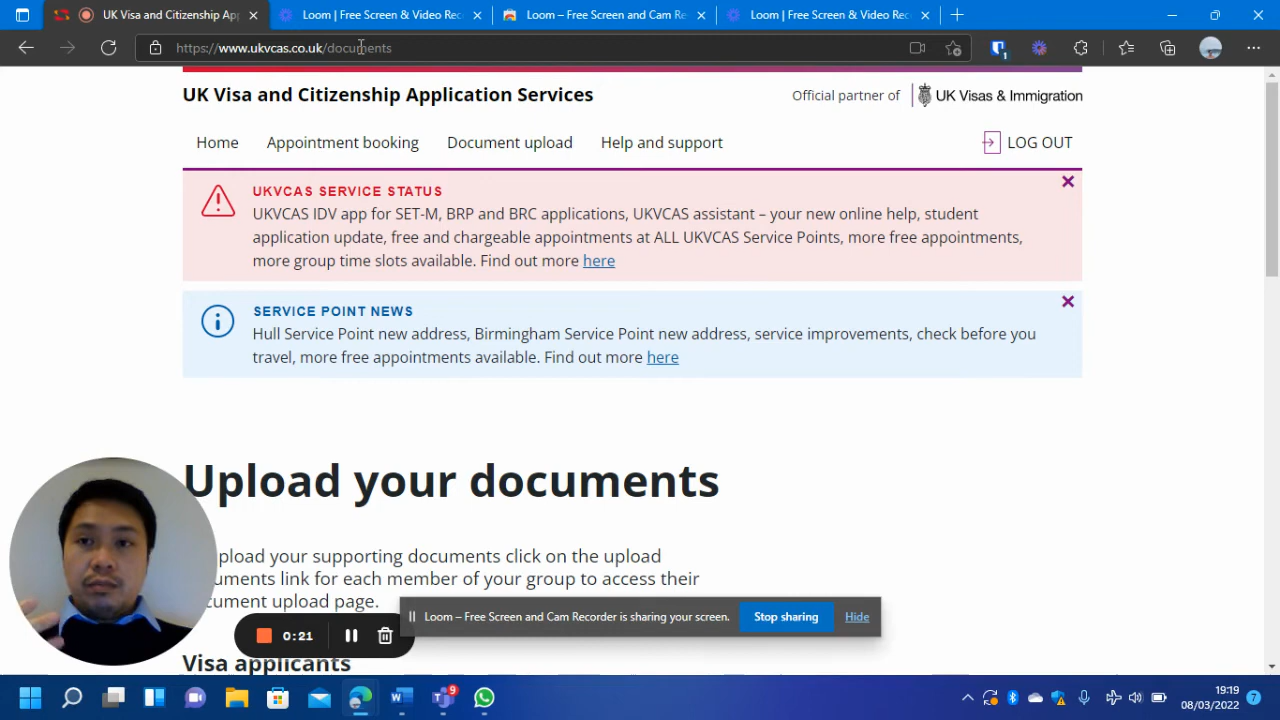 UK Visa and Citizenship Ap
Loom | Free Screen & Video Rec
Loom – Free Screen and Cam Re
Loom | Free Screen & Video Rec
https://www.ukvcas.co.uk/documents
1
UK Visa and Citizenship Application Services
Official partner of
UK Visas & Immigration
Home
Appointment booking
Document upload
Help and support
LOG OUT
UKVCAS SERVICE STATUS
UKVCAS IDV app for SET-M, BRP and BRC applications, UKVCAS assistant – your new online help, student
application update, free and chargeable appointments at ALL UKVCAS Service Points, more free appointments,
more group time slots available. Find out more here
SERVICE POINT NEWS
Hull Service Point new address, Birmingham Service Point new address, service improvements, check before you
travel, more free appointments available. Find out more here
Upload your documents
pload your supporting documents click on the upload
uments link for each member of your group to access their
cument upload page.
Loom – Free Screen and Cam Recorder is sharing your screen.
Stop sharing
Hide
0:21
Visa applicants
9
19:19
08/03/2022
7